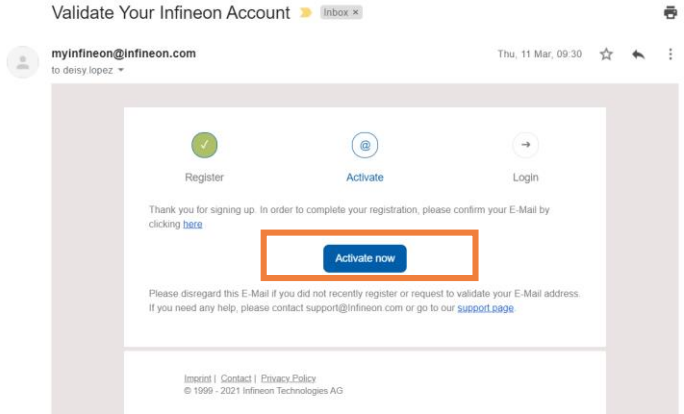 Validate Your Infineon Account Inbox ×
myinfineon@infineon.com Thu, 11 Mar, 09:30
to deisy lopez
Register Activate Login
Thank you for signing up. In order to complete your registration, please confirm your E-Mail by
clicking here
Activate now
Please disregard this E-Mail if you did not recently register or request to validate your E-Mail address.
If you need any help, please contact support@Infineon.com or go to our support page.
Imprint | Contact | Privacy Policy
© 1999 - 2021 Infineon Technologies AG